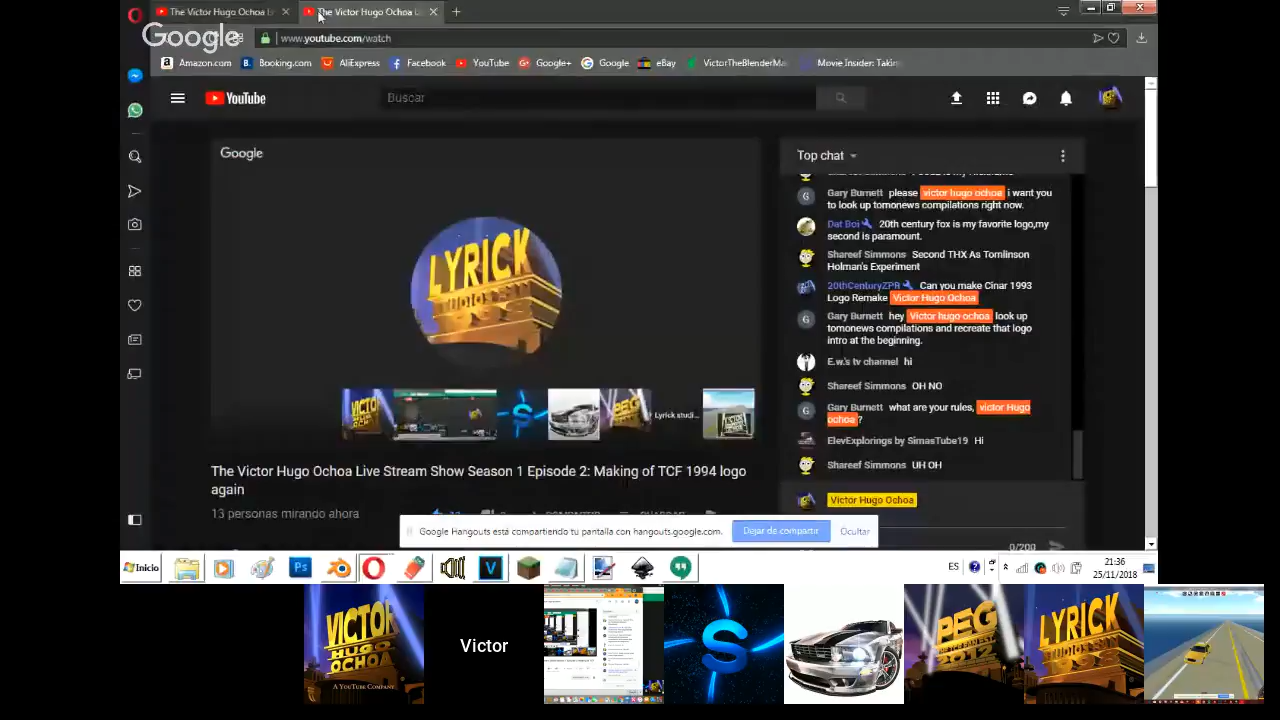 The Victor Hugo Ochoa Li
The Victor Hugo Ochoa Li
Google
www.youtube.com/watch
Amazon.com
Booking.com
AliExpress
Facebook
YouTube
Google+
Google
eBay
VictorTheBlenderMa
Movie Insider: Takin
YouTube
Buscar
Google
LYRICK
VICTOR
PEG
Lyrick studi...
Top chat
Gary Burnett please victor hugo ochoa i want you
to look up tomonews compilations right now.
Dat Boi 20th century fox is my favorite logo,my
second is paramount.
Shareef Simmons Second THX As Tomlinson
Holman's Experiment
20thCenturyZPR Can you make Cinar 1993
Logo Remake Victor Hugo Ochoa
Gary Burnett hey Victor hugo ochoa look up
tomonews compilations and recreate that logo
intro at the beginning.
E.w.'s tv channel hi
Shareef Simmons OH NO
Gary Burnett what are your rules, victor Hugo
ochoa?
ElevExplorings by SimasTube19 Hi
Shareef Simmons UH OH
Victor Hugo Ochoa
0/200
The Victor Hugo Ochoa Live Stream Show Season 1 Episode 2: Making of TCF 1994 logo
again
13 personas mirando ahora
Google Hangouts está compartiendo tu pantalla con hangouts.google.com.
Dejar de compartir
Ocultar
Inicio
Ps
V
ES
21:36
25/11/2018
VICTOR
A YOUTUBE COMPANY
Victor
S
PEG
LYRICK